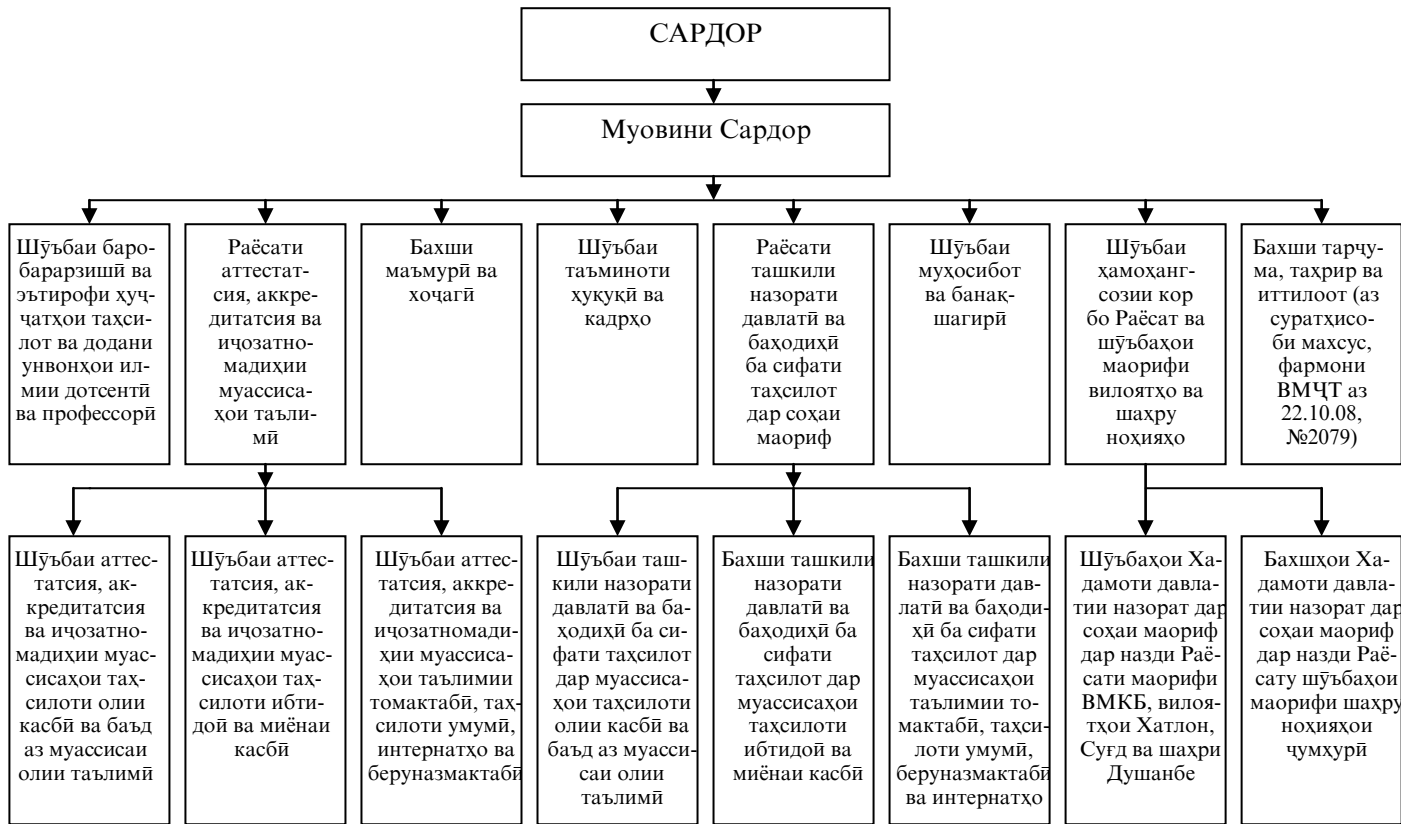 САРДОР
Муовини Сардор
Шӯъбаи баро-
барарзишӣ ва
эътирофи ҳуҷ-
ҷатҳои таҳси-
лот ва додани
унвонҳои ил-
мии дотсентӣ
ва профессорӣ
Раёсати
аттестат-
сия, аккре-
дитатсия ва
иҷозатно-
мадиҳии
муассиса-
ҳои таъли-
мӣ
Бахши
маъмурӣ ва
хоҷагӣ
Шӯъбаи
таъминоти
ҳуқуқӣ ва
кадрҳо
Раёсати
ташкили
назорати
давлатӣ ва
баҳодиҳӣ
ба сифати
таҳсилот
дар соҳаи
маориф
Шӯъбаи
муҳосибот
ва банақ-
шагирӣ
Шӯъбаи
ҳамоҳанг-
созии кор
бо Раёсат ва
шӯъбаҳои
маорифи
вилоятҳо ва
шаҳру
ноҳияҳо
Бахши тарҷу-
ма, таҳрир ва
иттилоот (аз
суратҳисо-
би махсус,
фармони
ВМҶТ аз
22.10.08,
№2079)
Шӯъбаи аттес-
татсия, ак-
кредитатсия
ва иҷозатно-
мадиҳии муас-
сисаҳои таҳ-
силоти олии
касбӣ ва баъд
аз муассисаи
олии таълимӣ
Шӯъбаи аттес-
татсия, ак-
кредитатсия
ва иҷозатно-
мадиҳии муас-
сисаҳои таҳ-
силоти ибти-
доӣ ва миёнаи
касбӣ
Шӯъбаи аттес-
татсия, аккре-
дитатсия ва
иҷозатномади-
ҳии муассиса-
ҳои таълимии
томактабӣ, таҳ-
силоти умумӣ,
интернатҳо ва
беруназмактабӣ
Шӯъбаи таш-
кили назорати
давлатӣ ва ба-
ҳодиҳӣ ба си-
фати таҳсилот
дар муассиса-
ҳои таҳсилоти
олии касбӣ ва
баъд аз муасси-
саи олии
таълимӣ
Бахши ташкили
назорати
давлатӣ ва
баҳодиҳӣ ба
сифати
таҳсилот дар
муассисаҳои
таҳсилоти
ибтидоӣ ва
миёнаи касбӣ
Бахши ташкили
назорати дав-
латӣ ва баҳоди-
ҳӣ ба сифати
таҳсилот дар
муассисаҳои
таълимии то-
мактабӣ, таҳси-
лоти умумӣ,
беруназмактабӣ
ва интернатҳо
Шӯъбаҳои Ха-
дамоти давла-
тии назорат дар
соҳаи маориф
дар назди Раё-
сати маорифи
ВМКБ, вилоя-
тҳои Хатлон,
Суғд ва шаҳри
Душанбе
Бахшҳои Ха-
дамоти давла-
тии назорат дар
соҳаи маориф
дар назди Раё-
сату шӯъбаҳои
маорифи шаҳру
ноҳияҳои
ҷумҳурӣ